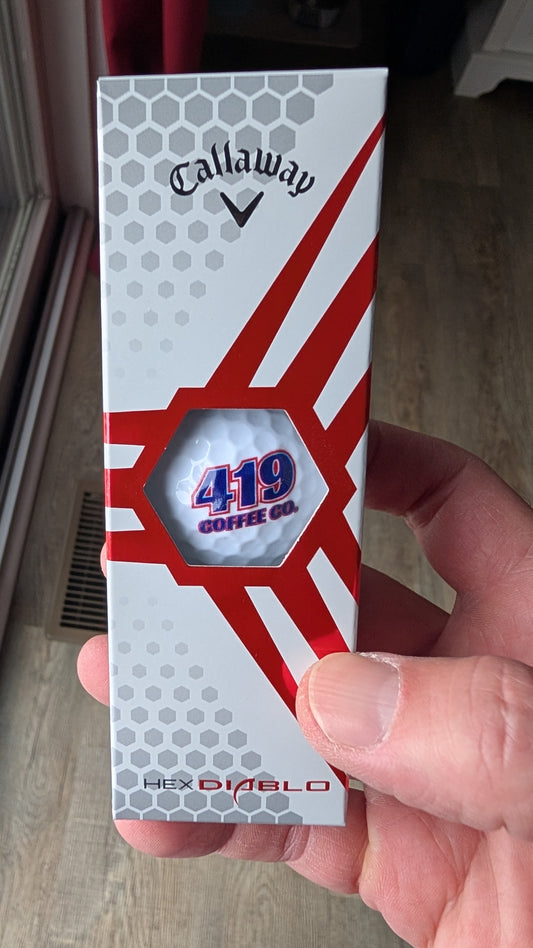 Callaway
419
COFFEE CO.
HEX DIABLO